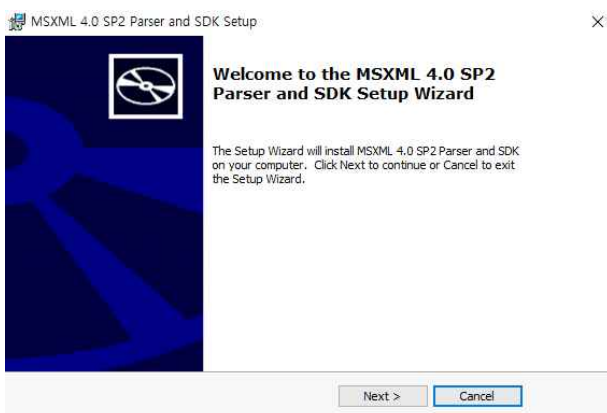 MSXML 4.0 SP2 Parser and SDK Setup
Welcome to the MSXML 4.0 SP2
Parser and SDK Setup Wizard
The Setup Wizard will install MSXML 4.0 SP2 Parser and SDK
on your computer. Click Next to continue or Cancel to exit
the Setup Wizard.
Next > Cancel